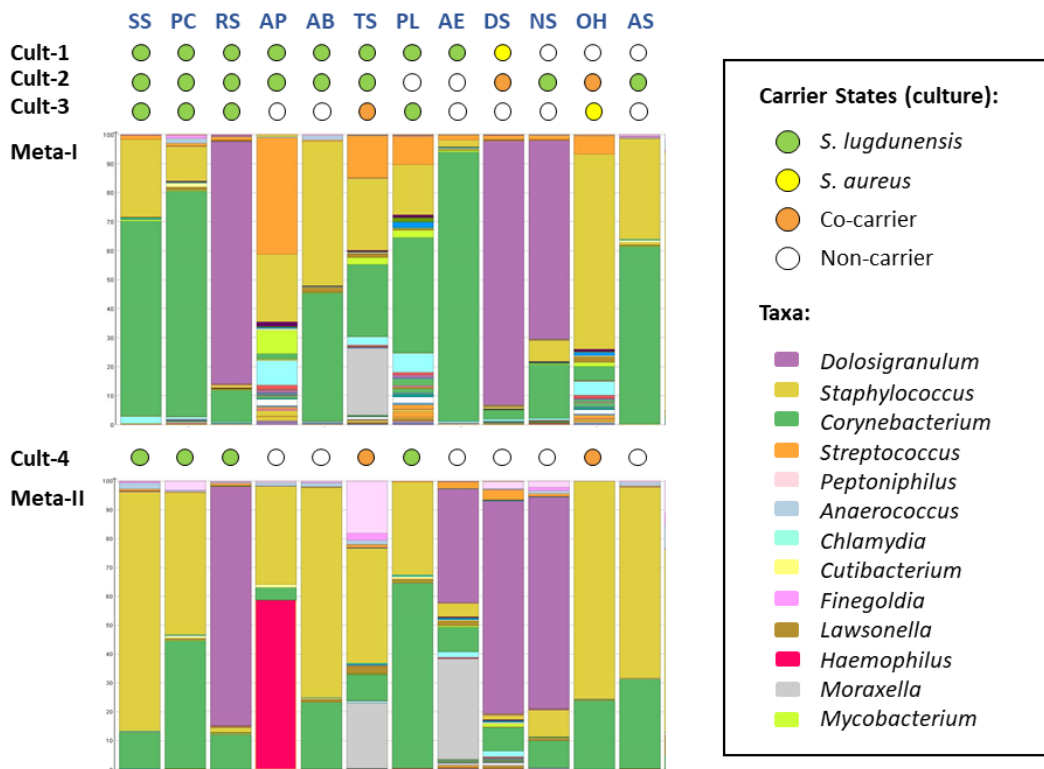 SS PC RS AP AB TS PL AE DS NS OH AS
Cult-1
Cult-2
Cult-3
Meta-I
100
90
80
70
60
50
40
30
20
10
0
Cult-4
Meta-II
100
90
80
70
60
50
40
30
20
10
0
Carrier States (culture):
S. lugdunensis
S. aureus
Co-carrier
Non-carrier
Taxa:
Dolosigranulum
Staphylococcus
Corynebacterium
Streptococcus
Peptoniphilus
Anaerococcus
Chlamydia
Cutibacterium
Finegoldia
Lawsonella
Haemophilus
Moraxella
Mycobacterium